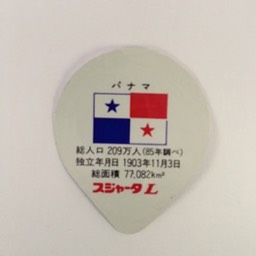 パナマ
総人口 209万人(85年調べ)
独立年月日 1903年11月3日
総面積 77,082km²
スジャータL